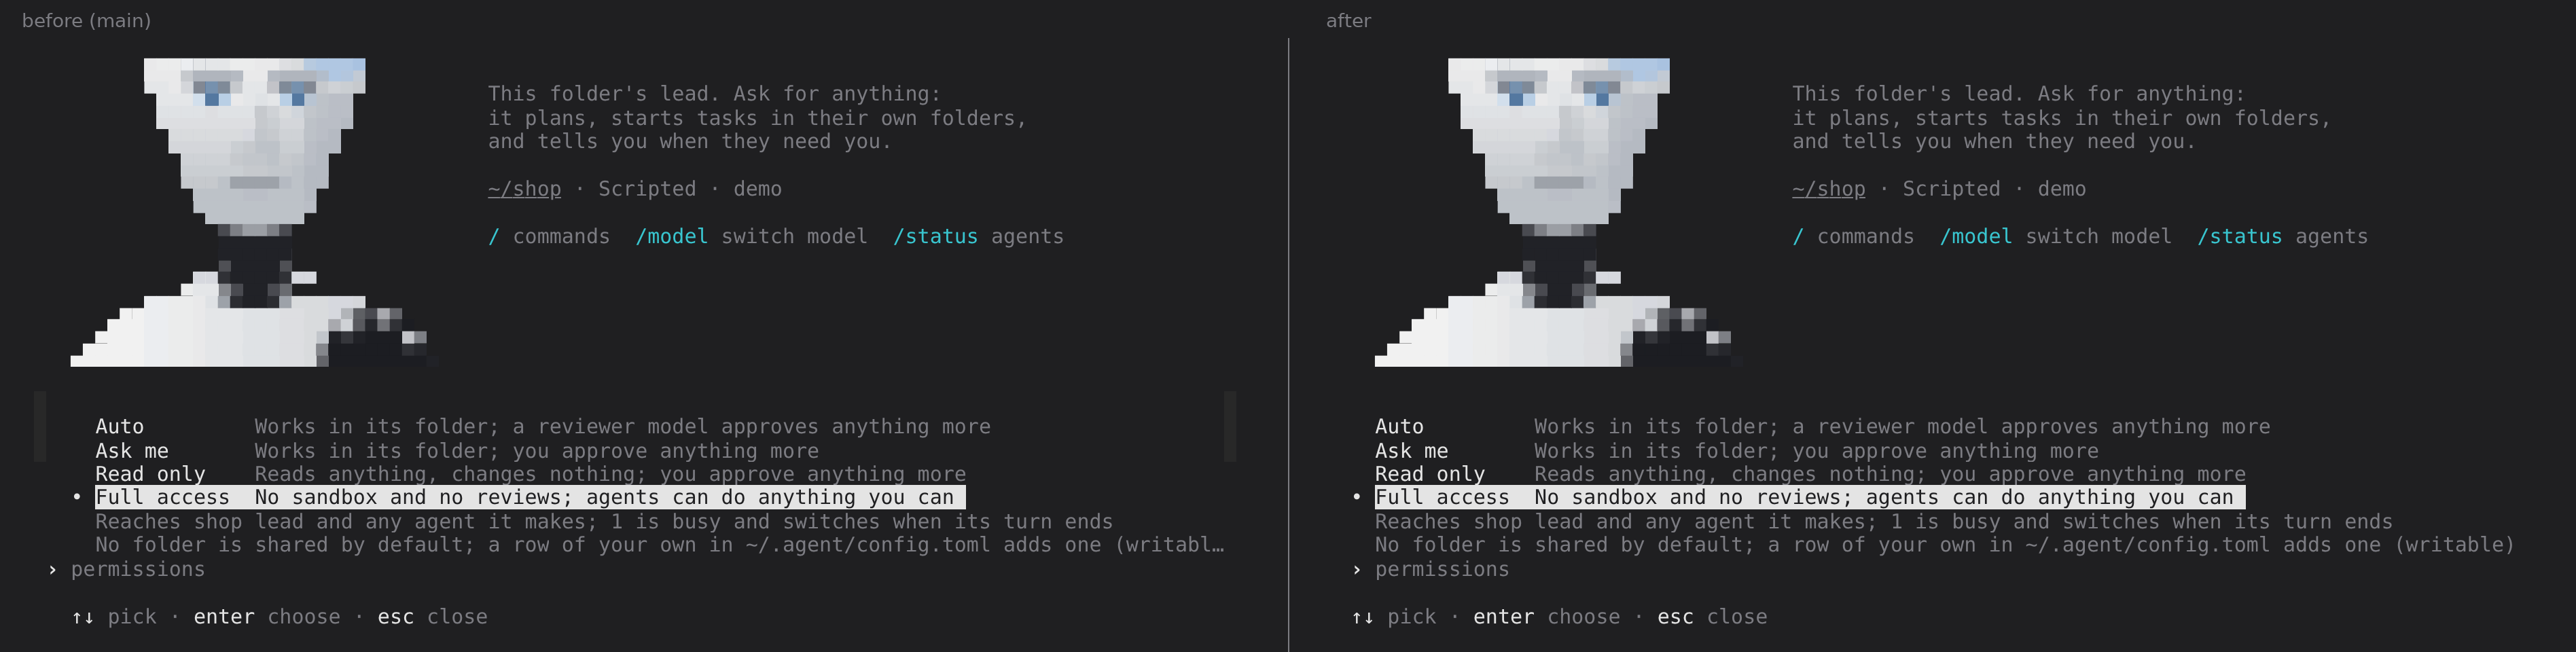 before (main)
This folder's lead. Ask for anything:
it plans, starts tasks in their own folders,
and tells you when they need you.
~/shop · Scripted · demo
/ commands  /model switch model  /status agents
Auto         Works in its folder; a reviewer model approves anything more
Ask me       Works in its folder; you approve anything more
Read only    Reads anything, changes nothing; you approve anything more
• Full access  No sandbox and no reviews; agents can do anything you can
Reaches shop lead and any agent it makes; 1 is busy and switches when its turn ends
No folder is shared by default; a row of your own in ~/.agent/config.toml adds one (writabl…
› permissions
↑↓ pick · enter choose · esc close
after
This folder's lead. Ask for anything:
it plans, starts tasks in their own folders,
and tells you when they need you.
~/shop · Scripted · demo
/ commands  /model switch model  /status agents
Auto         Works in its folder; a reviewer model approves anything more
Ask me       Works in its folder; you approve anything more
Read only    Reads anything, changes nothing; you approve anything more
• Full access  No sandbox and no reviews; agents can do anything you can
Reaches shop lead and any agent it makes; 1 is busy and switches when its turn ends
No folder is shared by default; a row of your own in ~/.agent/config.toml adds one (writable)
› permissions
↑↓ pick · enter choose · esc close